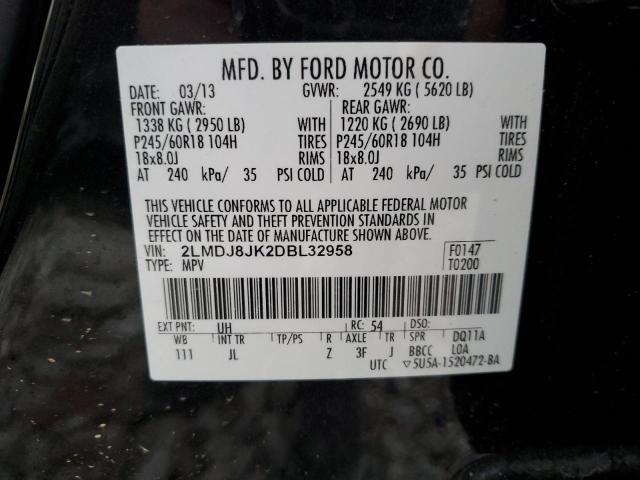 MFD. BY FORD MOTOR CO.
DATE: 03/13 GVWR: 2549 KG ( 5620 LB)
FRONT GAWR: REAR GAWR:
1338 KG ( 2950 LB) WITH 1220 KG ( 2690 LB) WITH
P245/60R18 104H TIRES P245/60R18 104H TIRES
18x8.0J RIMS 18x8.0J RIMS
AT 240 kPa/ 35 PSI COLD AT 240 kPa/ 35 PSI COLD
THIS VEHICLE CONFORMS TO ALL APPLICABLE FEDERAL MOTOR
VEHICLE SAFETY AND THEFT PREVENTION STANDARDS IN
EFFECT ON THE DATE OF MANUFACTURE SHOWN ABOVE.
VIN: 2LMDJ8JK2DBL32958 F0147
TYPE: MPV T0200
EXT PNT: UH RC: 54 DSO:
WB INT TR TP/PS R AXLE TR SPR DQ11A
111 JL Z 3F J BBCC LOA
UTC ▽5U5A-1520472-BA